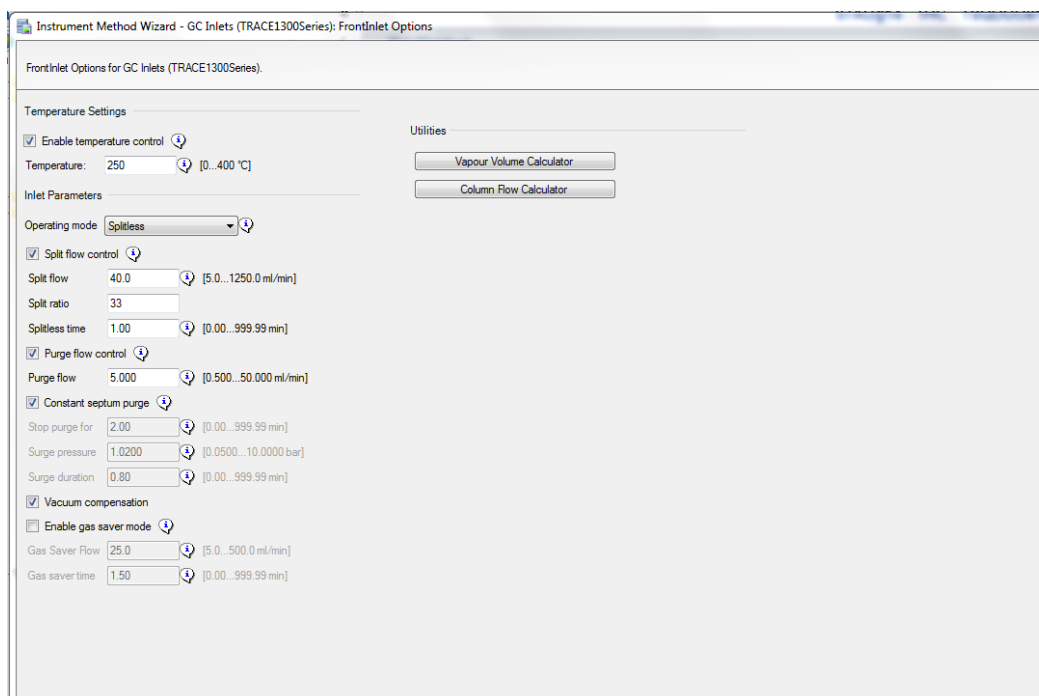 Instrument Method Wizard - GC Inlets (TRACE1300Series): FrontInlet Options
FrontInlet Options for GC Inlets (TRACE1300Series).
Temperature Settings
Enable temperature control
Temperature: 250 [0...400 °C]
Inlet Parameters
Operating mode Splitless
Split flow control
Split flow 40.0 [5.0...1250.0 ml/min]
Split ratio 33
Splitless time 1.00 [0.00...999.99 min]
Purge flow control
Purge flow 5.000 [0.500...50.000 ml/min]
Constant septum purge
Stop purge for 2.00 [0.00...999.99 min]
Surge pressure 1.0200 [0.0500...10.0000 bar]
Surge duration 0.80 [0.00...999.99 min]
Vacuum compensation
Enable gas saver mode
Gas Saver Flow 25.0 [5.0...500.0 ml/min]
Gas saver time 1.50 [0.00...999.99 min]
Utilities
Vapour Volume Calculator
Column Flow Calculator